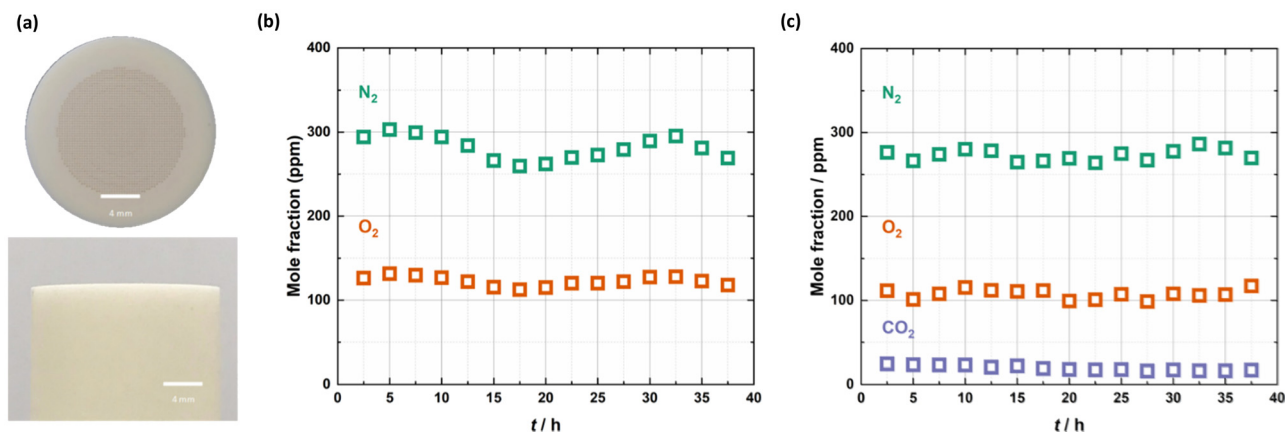 (a)
4 mm
4 mm
(b)
Mole fraction (ppm)
400
300
200
100
0
N₂
O₂
0 5 10 15 20 25 30 35 40
t / h
(c)
Mole fraction / ppm
400
300
200
100
0
N₂
O₂
CO₂
0 5 10 15 20 25 30 35 40
t / h